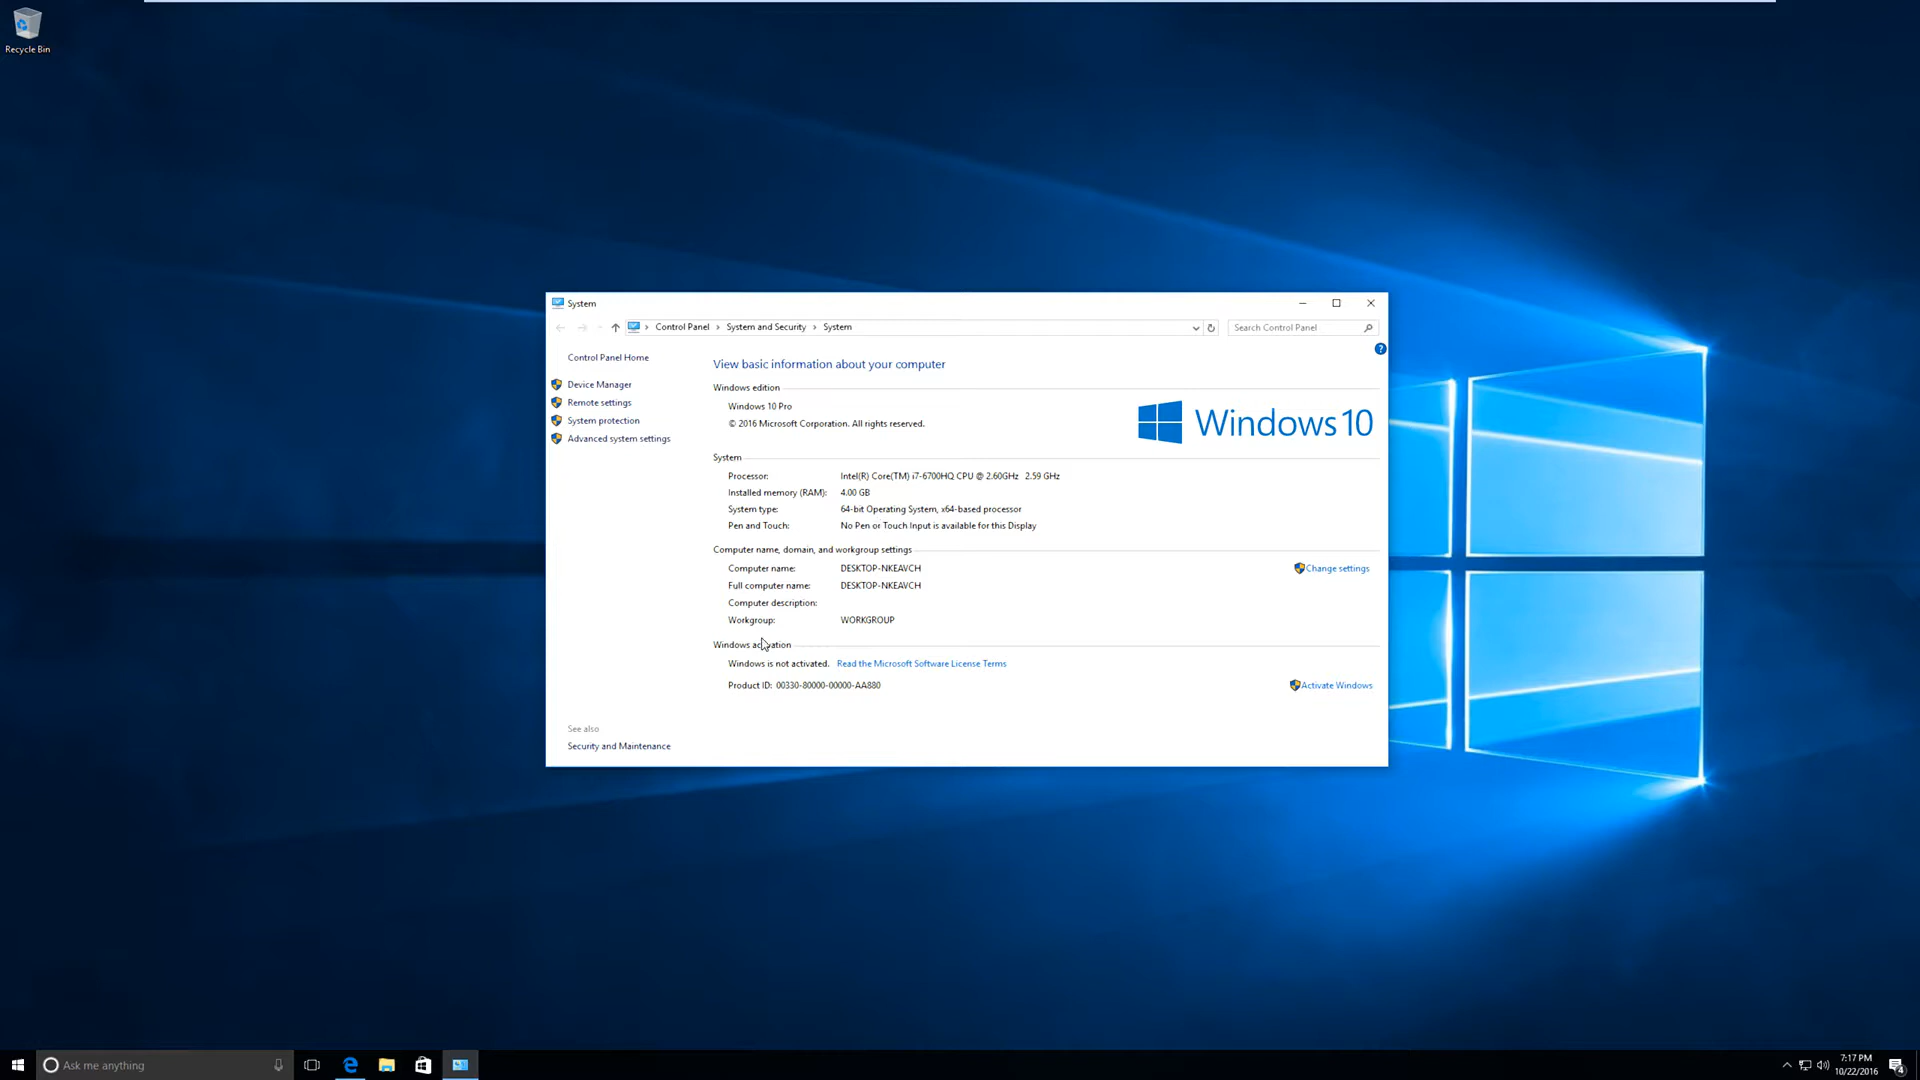 Recycle Bin
System
Control Panel > System and Security > System
Search Control Panel
Control Panel Home
Device Manager
Remote settings
System protection
Advanced system settings
See also
Security and Maintenance
View basic information about your computer
Windows edition
Windows 10 Pro
© 2016 Microsoft Corporation. All rights reserved.
Windows 10
System
Processor: Intel(R) Core(TM) i7-6700HQ CPU @ 2.60GHz 2.59 GHz
Installed memory (RAM): 4.00 GB
System type: 64-bit Operating System, x64-based processor
Pen and Touch: No Pen or Touch Input is available for this Display
Computer name, domain, and workgroup settings
Computer name: DESKTOP-NKEAVCH
Change settings
Full computer name: DESKTOP-NKEAVCH
Computer description:
Workgroup: WORKGROUP
Windows activation
Windows is not activated. Read the Microsoft Software License Terms
Product ID: 00330-80000-00000-AA880
Activate Windows
Ask me anything
7:17 PM
10/22/2016
4